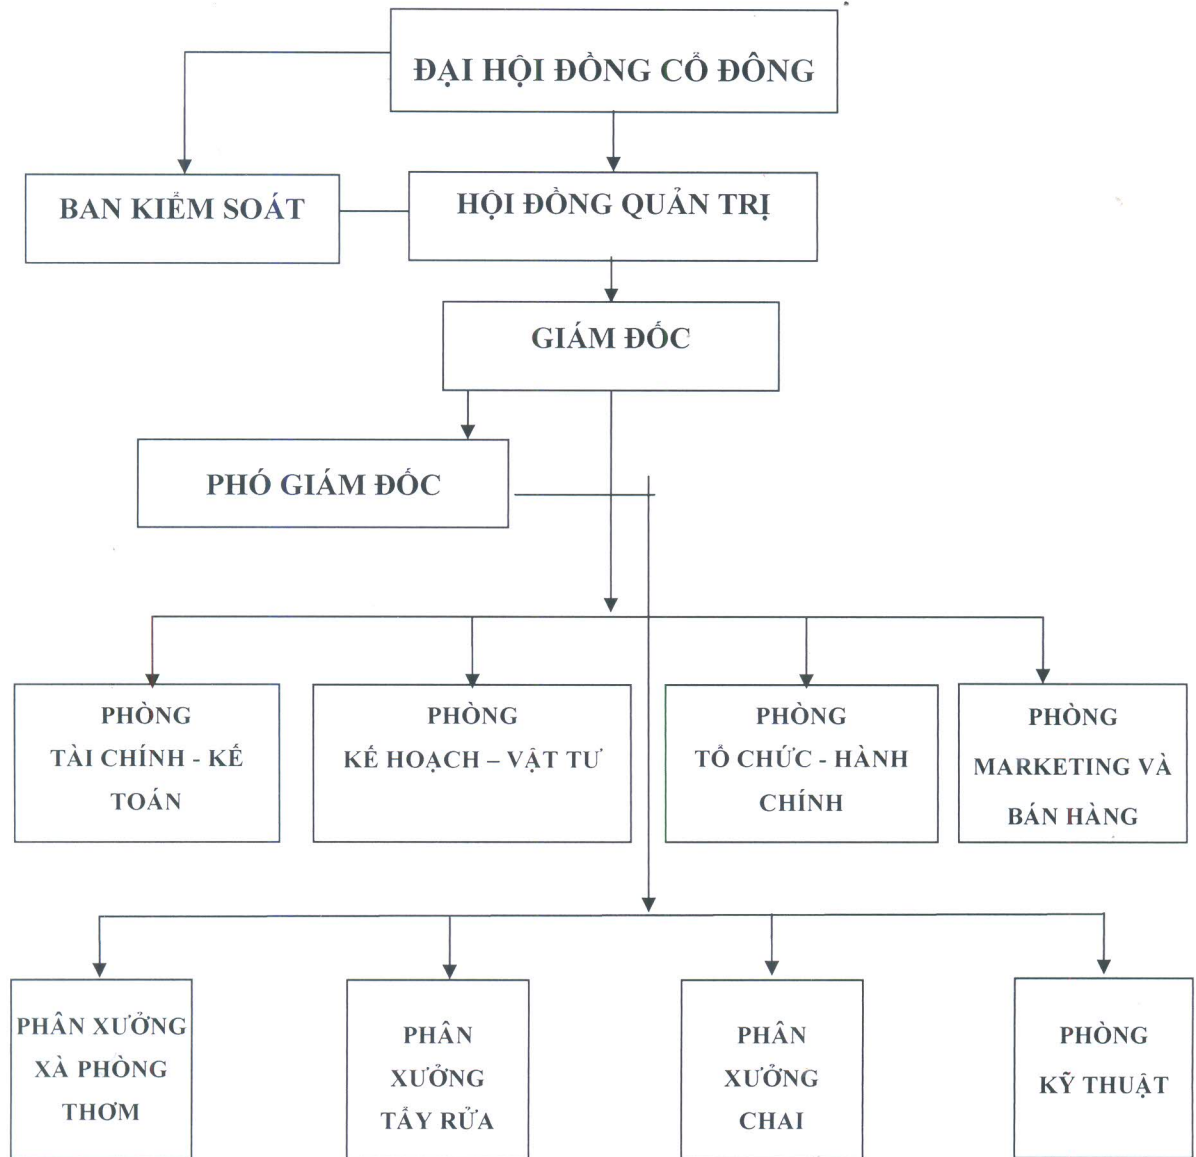 ĐẠI HỘI ĐỒNG CỔ ĐÔNG
BAN KIỂM SOÁT
HỘI ĐỒNG QUẢN TRỊ
GIÁM ĐỐC
PHÓ GIÁM ĐỐC
PHÒNG
TÀI CHÍNH - KẾ
TOÁN
PHÒNG
KẾ HOẠCH – VẬT TƯ
PHÒNG
TỔ CHỨC - HÀNH
CHÍNH
PHÒNG
MARKETING VÀ
BÁN HÀNG
PHÂN XƯỞNG
XÀ PHÒNG
THƠM
PHÂN
XƯỞNG
TẨY RỬA
PHÂN
XƯỞNG
CHAI
PHÒNG
KỸ THUẬT